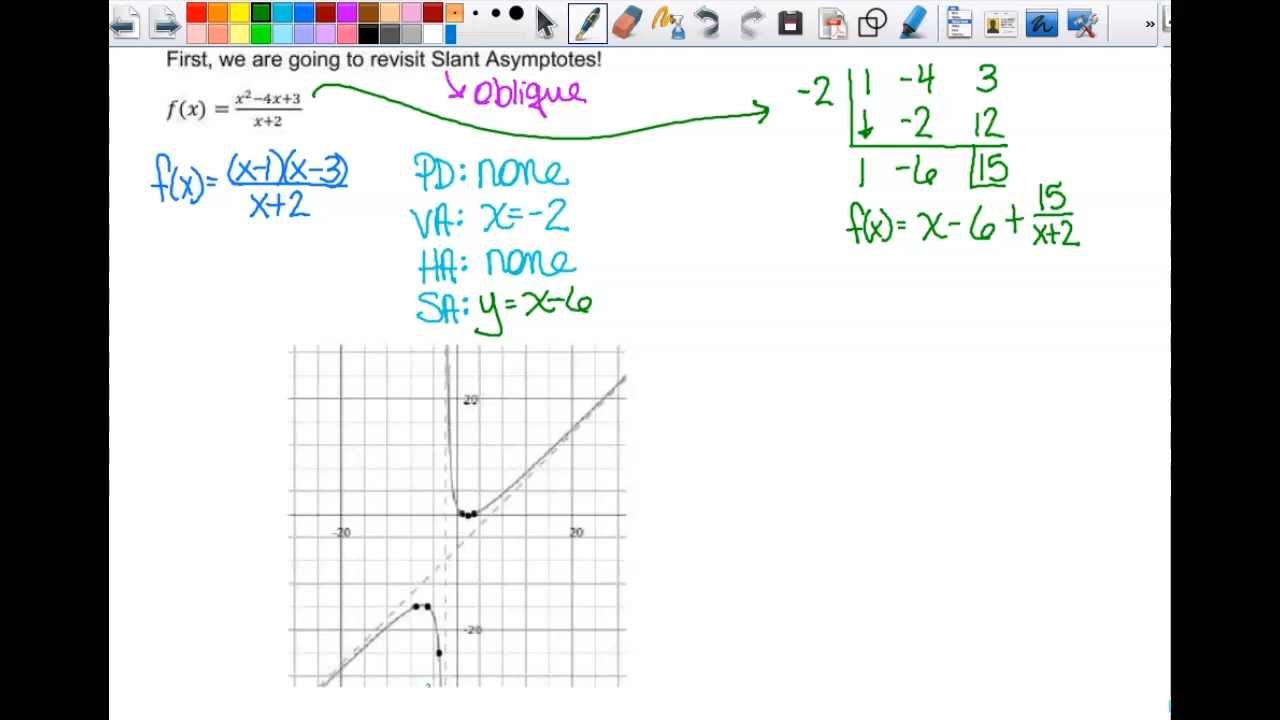 First, we are going to revisit Slant Asymptotes!
oblique
f(x) = x²-4x+3 / x+2
f(x)= (x-1)(x-3) / x+2
PD: none
VA: x=-2
HA: none
SA: y = x-6
-2 | 1 -4 3
↓ -2 12
1 -6 15
f(x)= x-6+ 15 / x+2
20
-20 20
-20
»